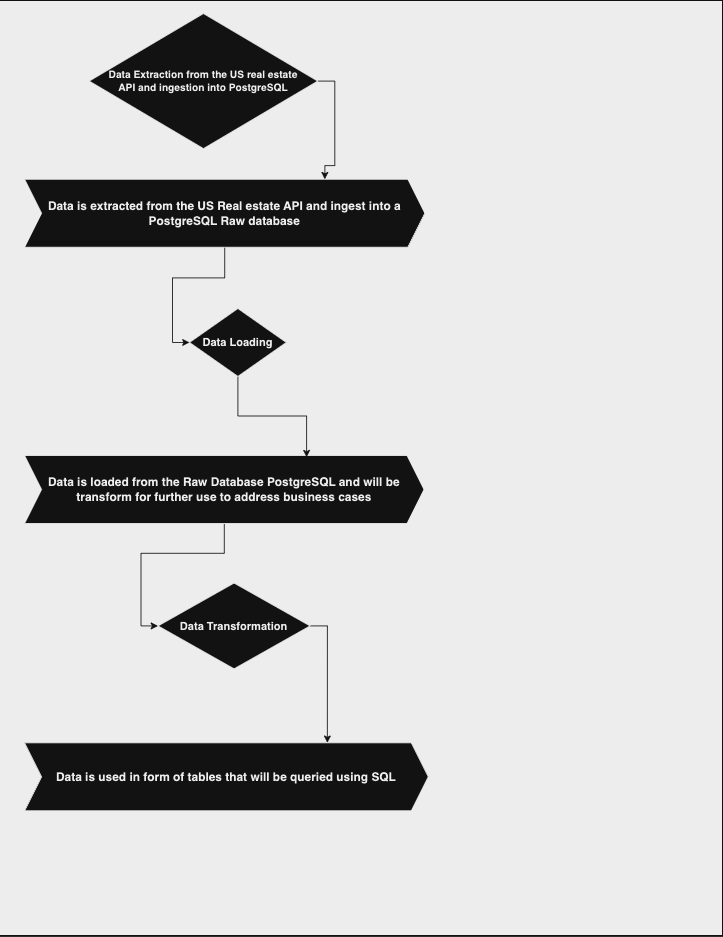 Data Extraction from the US real estate
API and ingestion into PostgreSQL
Data is extracted from the US Real estate API and ingest into a
PostgreSQL Raw database
Data Loading
Data is loaded from the Raw Database PostgreSQL and will be
transform for further use to address business cases
Data Transformation
Data is used in form of tables that will be queried using SQL